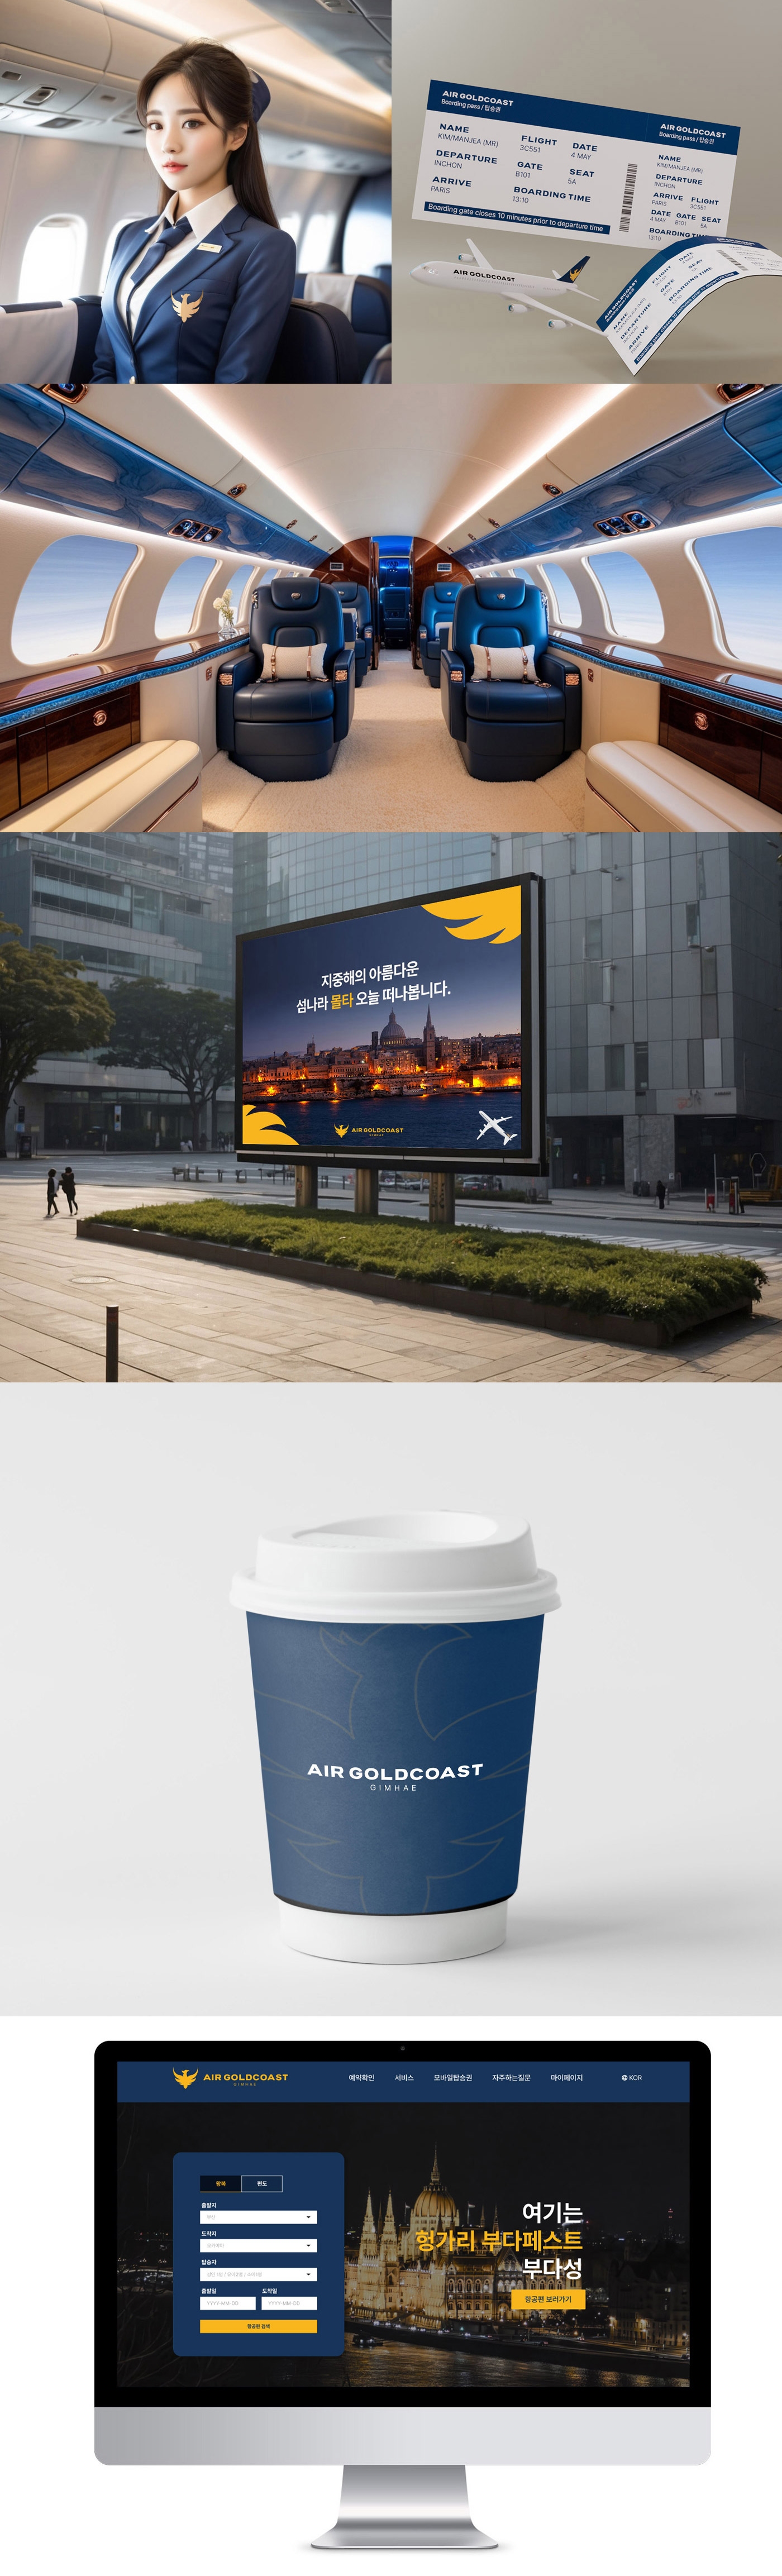 AIR GOLDCOAST
Boarding pass / 탑승권
NAME
KIM/MANJEA (MR)
FLIGHT
3C551
DATE
4 MAY
DEPARTURE
INCHON
GATE
B101
SEAT
5A
ARRIVE
PARIS
BOARDING TIME
13:10
Boarding gate closes 10 minutes prior to departure time
AIR GOLDCOAST
Boarding pass / 탑승권
NAME
KIM/MANJEA (MR)
DEPARTURE
INCHON
ARRIVE FLIGHT
PARIS 3C551
DATE GATE SEAT
4 MAY B101 5A
BOARDING TIME
13:10
AIR GOLDCOAST
지중해의 아름다운
섬나라 몰타 오늘 떠나봅니다.
AIR GOLDCOAST
GIMHAE
AIR GOLDCOAST
GIMHAE
AIR GOLDCOAST
GIMHAE
예약확인 서비스 모바일탑승권 자주하는질문 마이페이지 KOR
왕복 편도
출발지
도착지
탑승자
출발일 도착일
YYYY-MM-DD YYYY-MM-DD
항공편 검색
여기는
헝가리 부다페스트
부다성
항공편 보러가기